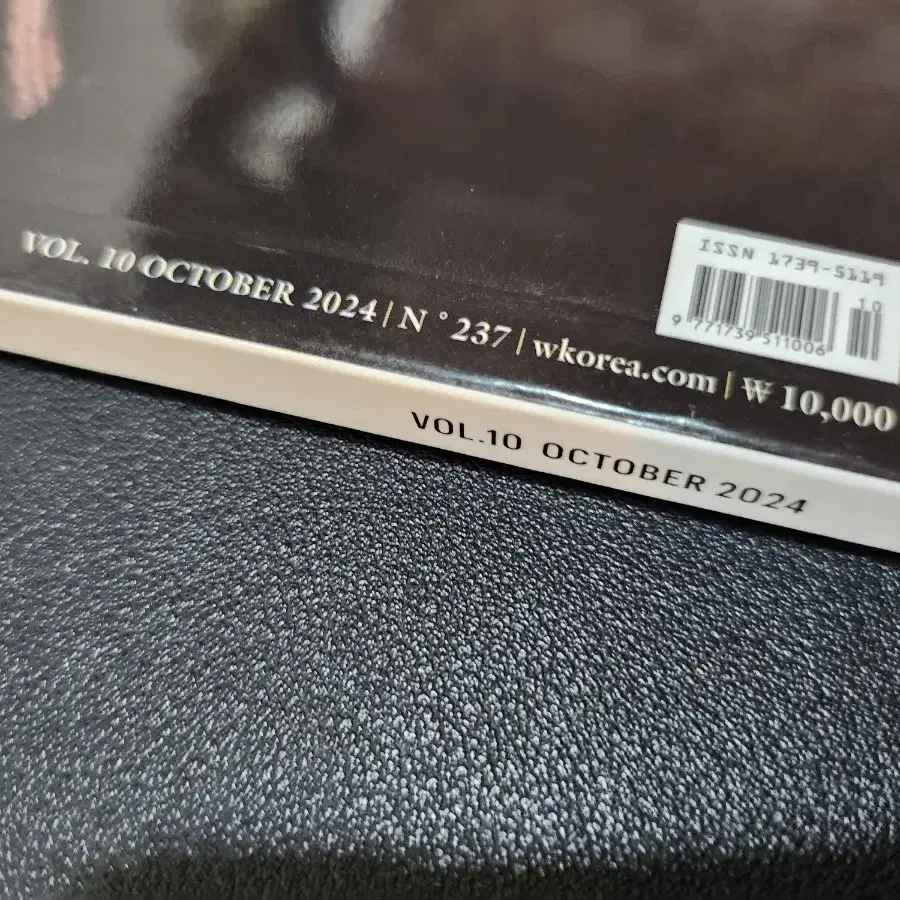 VOL. 10 OCTOBER 2024 | N ° 237 | wkorea.com | ₩ 10,000
ISSN 1739-5119
10
9 771739 511006
VOL.10 OCTOBER 2024